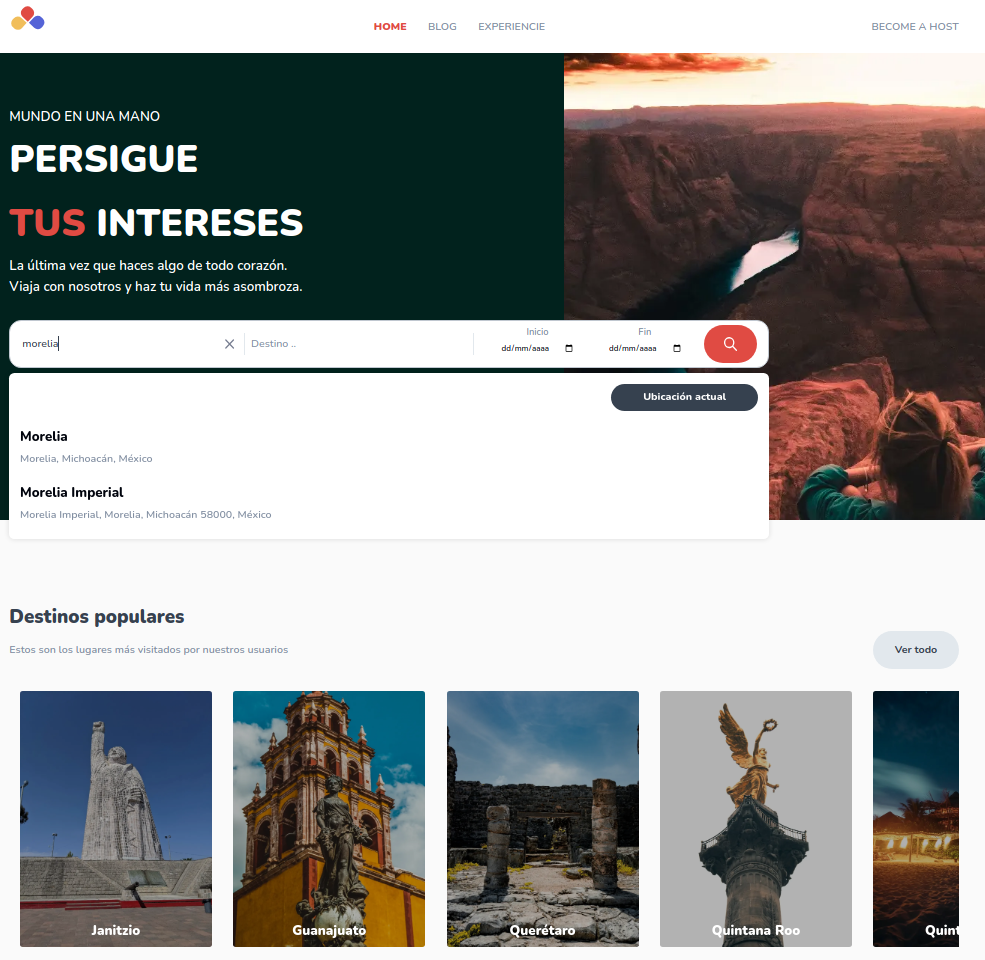 HOME BLOG EXPERIENCIE BECOME A HOST
MUNDO EN UNA MANO
PERSIGUE
TUS INTERESES
La última vez que haces algo de todo corazón.
Viaja con nosotros y haz tu vida más asombroza.
morelia Destino ..
Inicio Fin
dd/mm/aaaa dd/mm/aaaa
Ubicación actual
Morelia
Morelia, Michoacán, México
Morelia Imperial
Morelia Imperial, Morelia, Michoacán 58000, México
Destinos populares
Estos son los lugares más visitados por nuestros usuarios
Ver todo
Janitzio Guanajuato Querétaro Quintana Roo Quint